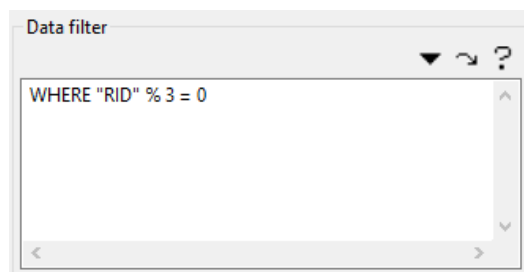 Data filter
?
WHERE "RID" % 3 = 0